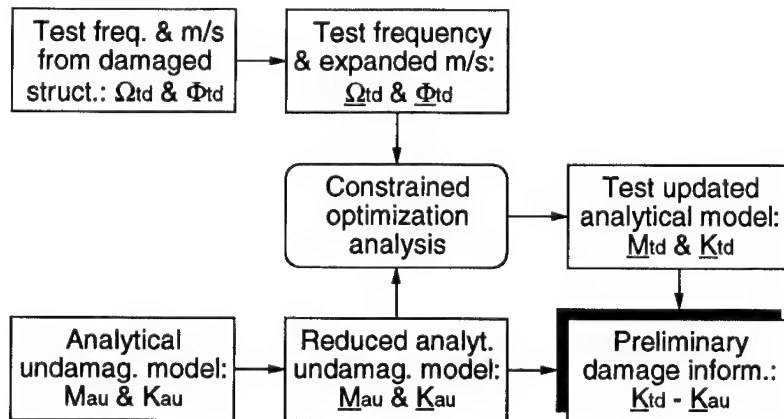 Test freq. & m/s
from damaged
struct.: Ωtd & Φtd
Test frequency
& expanded m/s:
Ωtd & Φtd
Constrained
optimization
analysis
Test updated
analytical model:
Mtd & Ktd
Analytical
undamag. model:
Mau & Kau
Reduced analyt.
undamag. model:
Mau & Kau
Preliminary
damage inform.:
Ktd - Kau